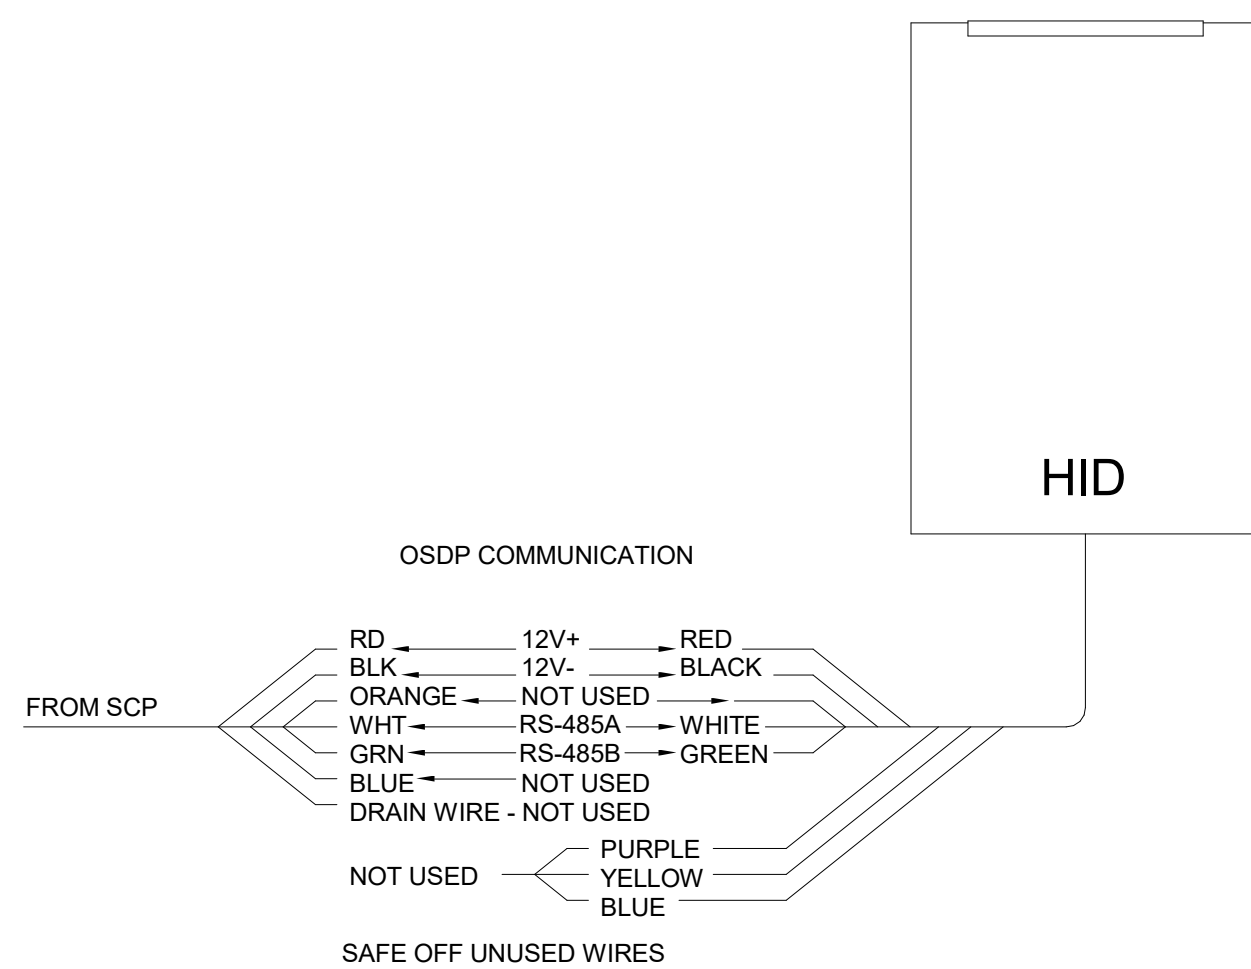 HID
OSDP COMMUNICATION
RD 12V+ RED
BLK 12V- BLACK
ORANGE NOT USED
FROM SCP
WHT RS-485A WHITE
GRN RS-485B GREEN
BLUE NOT USED
DRAIN WIRE - NOT USED
PURPLE
NOT USED YELLOW
BLUE
SAFE OFF UNUSED WIRES